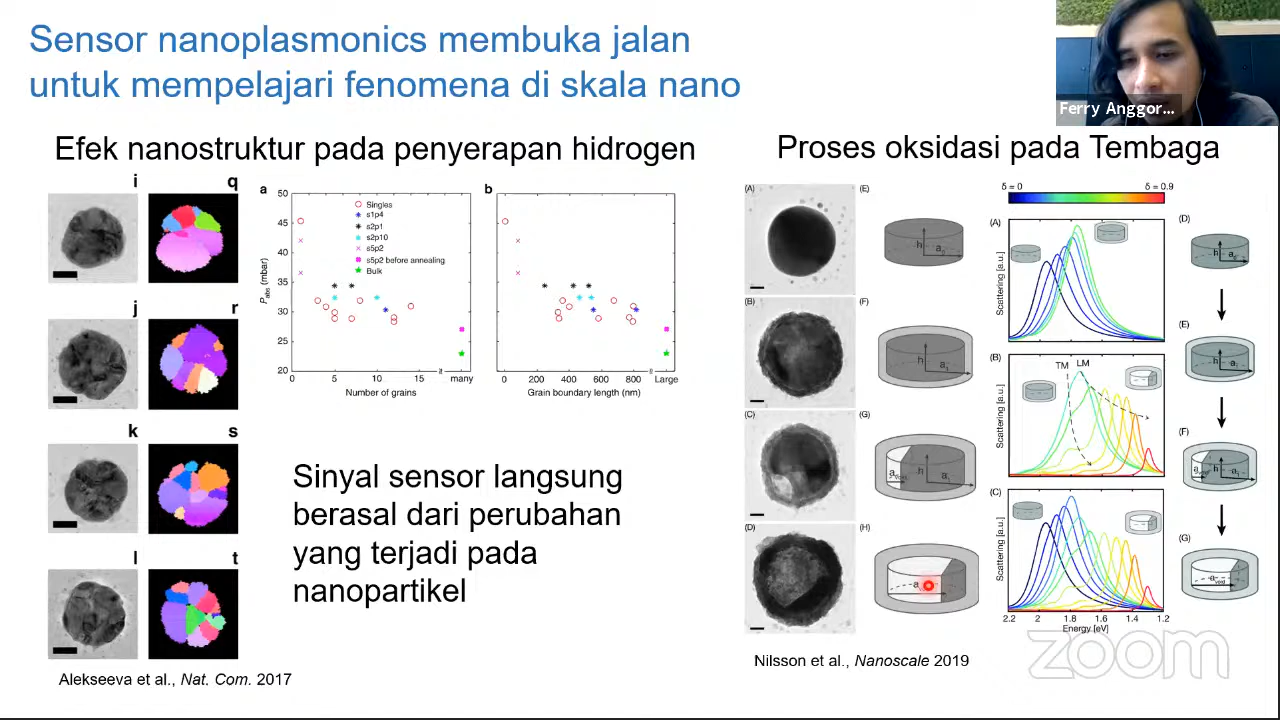 Sensor nanoplasmonics membuka jalan
untuk mempelajari fenomena di skala nano
Ferry Anggor...
Efek nanostruktur pada penyerapan hidrogen
i
q
j
r
k
s
l
t
a
50
45
40
35
30
25
20
P_abs (mbar)
Singles
s1p4
s2p1
s2p10
s5p2
s5p2 before annealing
Bulk
0
5
10
15
many
Number of grains
b
0
200
400
600
800
Large
Grain boundary length (nm)
Sinyal sensor langsung
berasal dari perubahan
yang terjadi pada
nanopartikel
Alekseeva et al., Nat. Com. 2017
Proses oksidasi pada Tembaga
(A)
(E)
h
(B)
(F)
h
(C)
(G)
h
(D)
(H)
δ = 0
δ = 0.9
(A)
Scattering [a.u.]
(B)
Scattering [a.u.]
TM
LM
(C)
Scattering [a.u.]
2.2
2
1.8
1.6
1.4
1.2
Energy [eV]
(D)
h
(E)
h
(F)
h
(G)
Nilsson et al., Nanoscale 2019
zoom